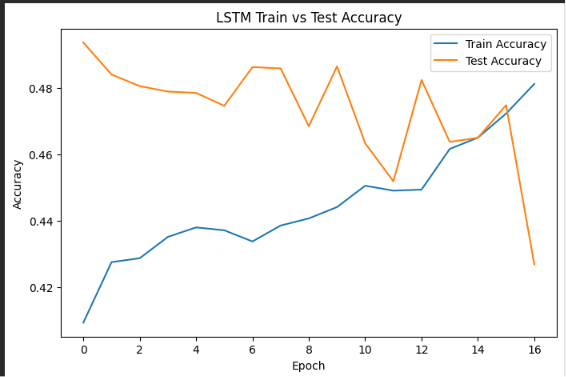 LSTM Train vs Test Accuracy
Train Accuracy
Test Accuracy
0.48
0.46
0.44
0.42
Accuracy
0 2 4 6 8 10 12 14 16
Epoch